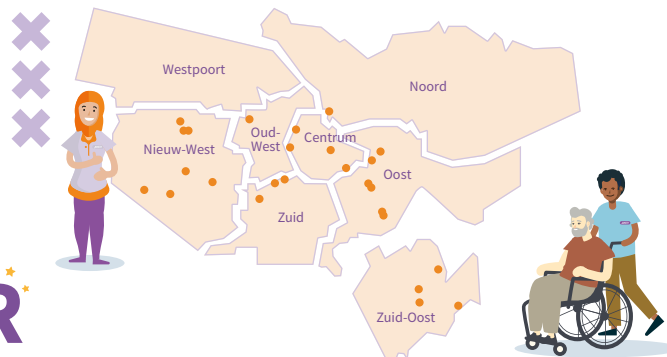 Westpoort
Noord
Oud-
West
Centrum
Nieuw-West
Oost
Zuid
R
Zuid-Oost